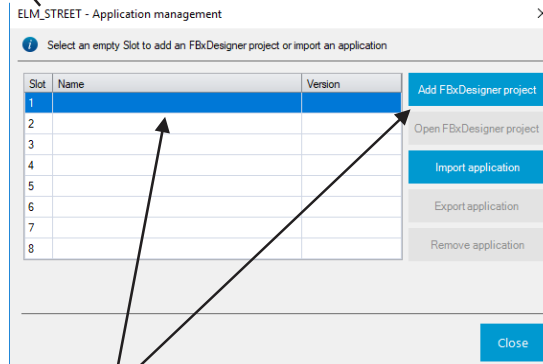 ELM_STREET - Application management
Select an empty Slot to add an FBxDesigner project or import an application
Slot Name Version
1
2
3
4
5
6
7
8
Add FBxDesigner project
Open FBxDesigner project
Import application
Export application
Remove application
Close